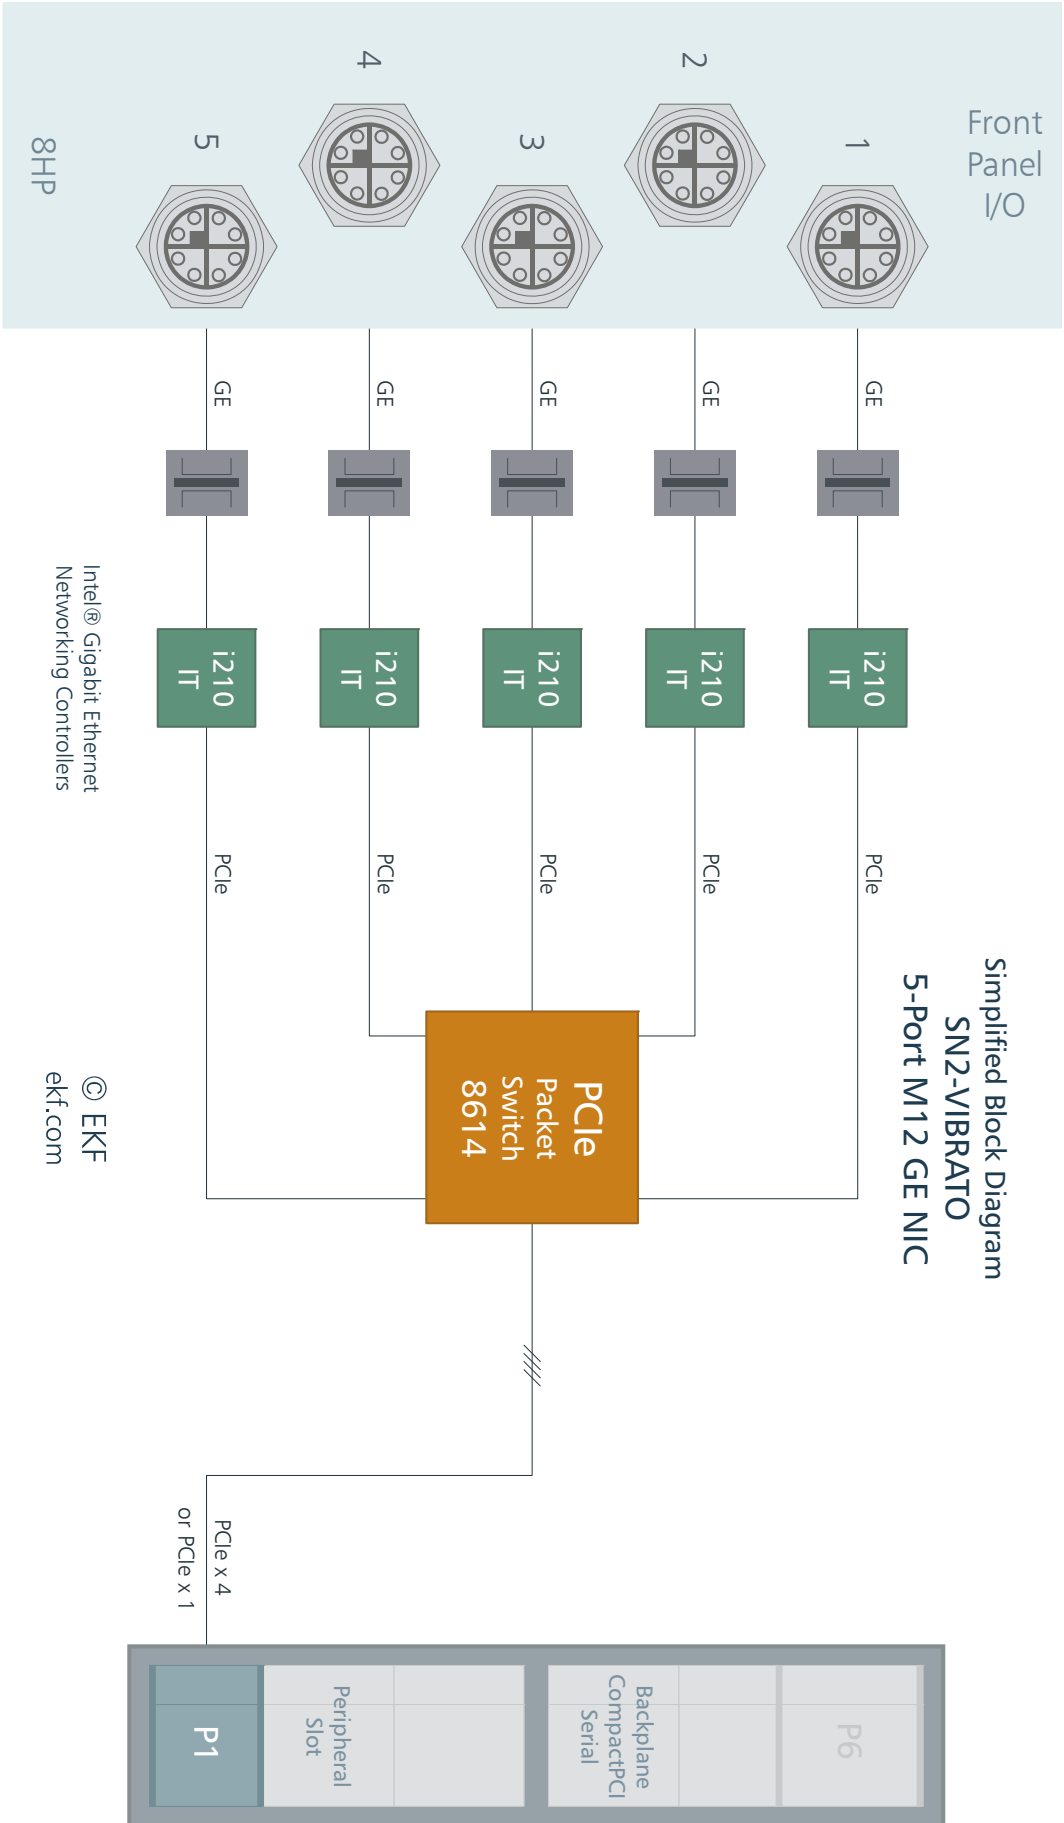 Front
Panel
I/O
1
2
3
4
5
8HP
GE
GE
GE
GE
GE
i210
IT
i210
IT
i210
IT
i210
IT
i210
IT
Intel® Gigabit Ethernet
Networking Controllers
PCIe
PCIe
PCIe
PCIe
PCIe
Simplified Block Diagram
SN2-VIBRATO
5-Port M12 GE NIC
PCIe
Packet
Switch
8614
© EKF
ekf.com
PCIe x 4
or PCIe x 1
P6
Backplane
CompactPCI
Serial
Peripheral
Slot
P1